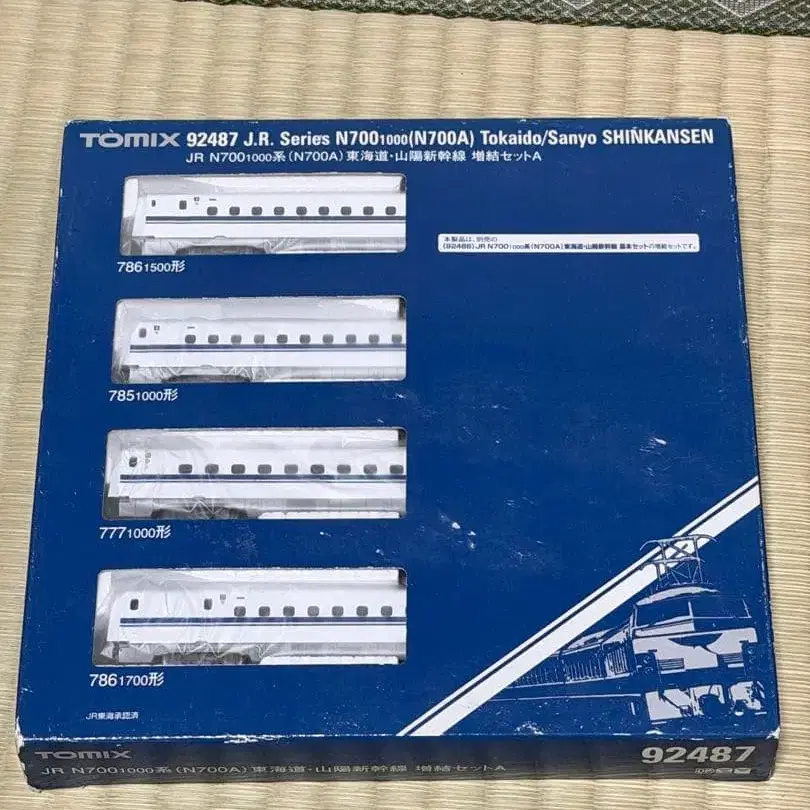 TOMIX 92487 J.R. Series N7001000(N700A) Tokaido/Sanyo SHINKANSEN
JR N7001000系(N700A)東海道・山陽新幹線 増結セットA
本製品は、別売の
(92486)JR N7001000系(N700A)東海道・山陽新幹線 基本セットの増結セットです。
7861500形
7851000形
7771000形
7861700形
JR東海承認済
TOMIX
92487
JR N7001000系(N700A)東海道・山陽新幹線 増結セットA